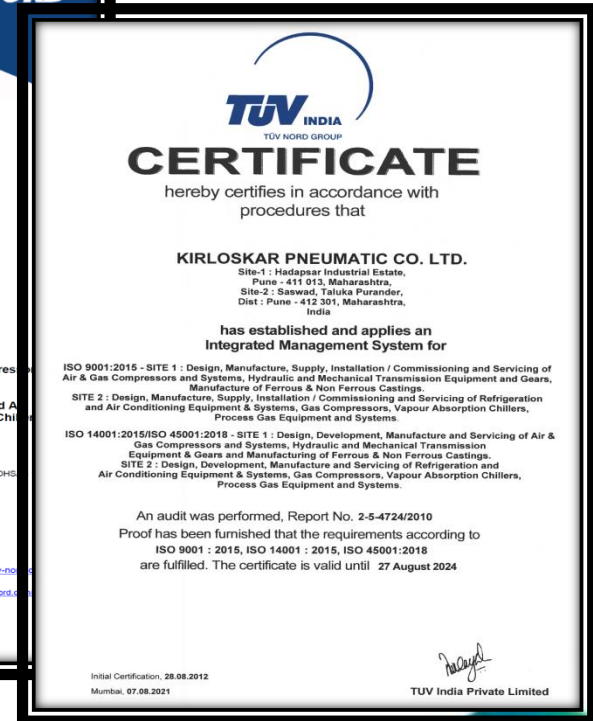 TÜV INDIA
TÜV NORD GROUP
CERTIFICATE
hereby certifies in accordance with
procedures that
KIRLOSKAR PNEUMATIC CO. LTD.
Site-1 : Hadapsar Industrial Estate,
Pune - 411 013, Maharashtra,
Site-2 : Saswad, Taluka Purander,
Dist : Pune - 412 301, Maharashtra,
India
has established and applies an
Integrated Management System for
ISO 9001:2015 - SITE 1 : Design, Manufacture, Supply, Installation / Commissioning and Servicing of
Air & Gas Compressors and Systems, Hydraulic and Mechanical Transmission Equipment and Gears,
Manufacture of Ferrous & Non Ferrous Castings.
SITE 2 : Design, Manufacture, Supply, Installation / Commissioning and Servicing of Refrigeration
and Air Conditioning Equipment & Systems, Gas Compressors, Vapour Absorption Chillers,
Process Gas Equipment and Systems.
ISO 14001:2015/ISO 45001:2018 - SITE 1 : Design, Development, Manufacture and Servicing of Air &
Gas Compressors and Systems, Hydraulic and Mechanical Transmission
Equipment & Gears and Manufacturing of Ferrous & Non Ferrous Castings.
SITE 2 : Design, Development, Manufacture and Servicing of Refrigeration and
Air Conditioning Equipment & Systems, Gas Compressors, Vapour Absorption Chillers,
Process Gas Equipment and Systems.
An audit was performed, Report No. 2-5-4724/2010
Proof has been furnished that the requirements according to
ISO 9001 : 2015, ISO 14001 : 2015, ISO 45001:2018
are fulfilled. The certificate is valid until 27 August 2024
Initial Certification, 28.08.2012
Mumbai, 07.08.2021
TUV India Private Limited